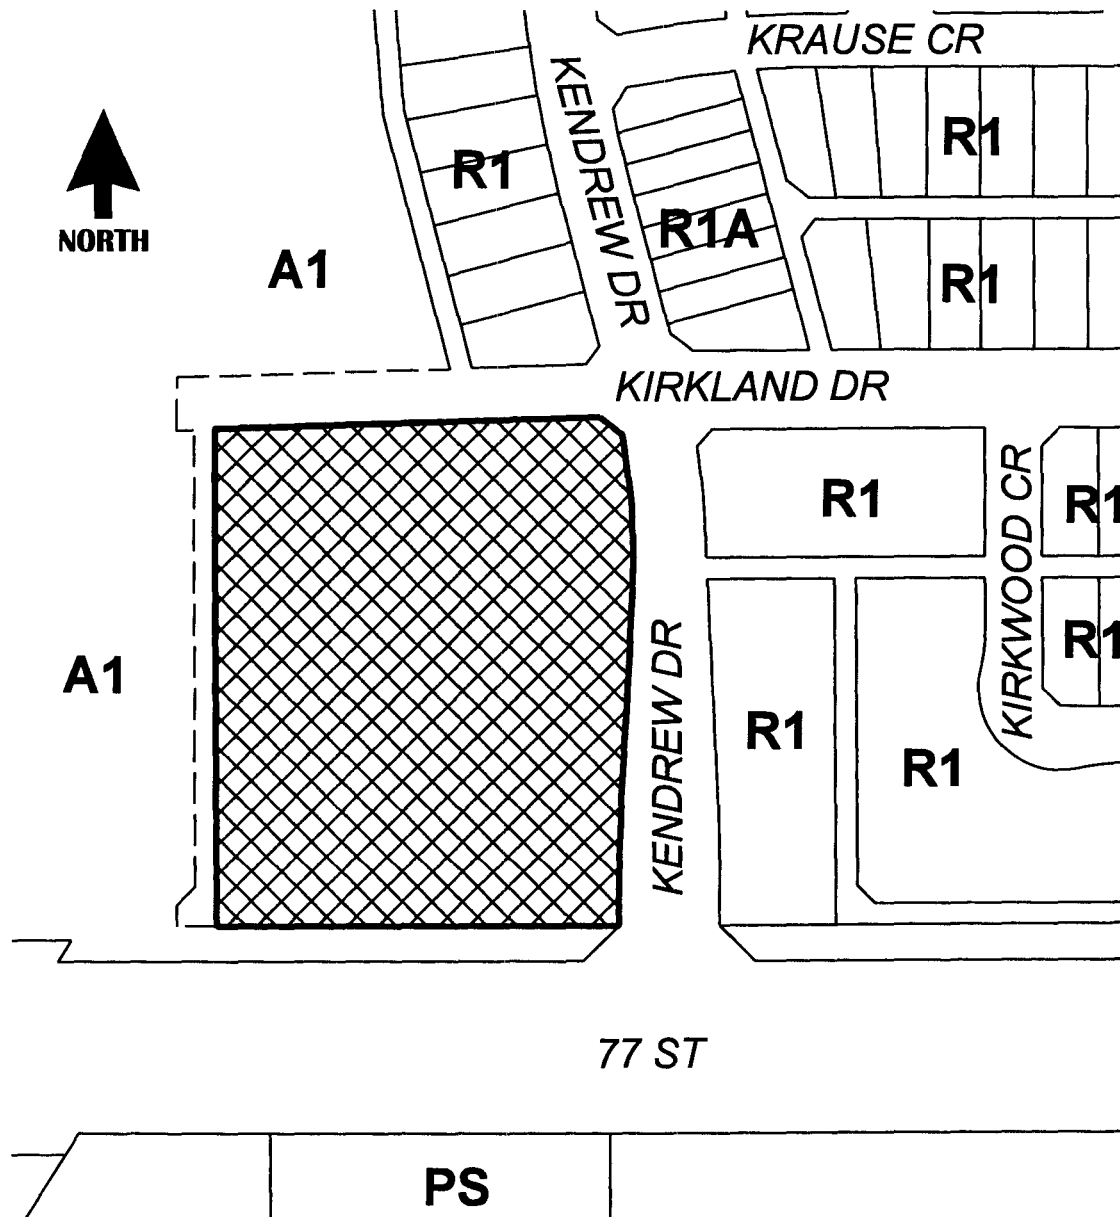 KRAUSE CR
KENDREW DR
R1
R1
NORTH
R1A
A1
R1
KIRKLAND DR
R1
KIRKWOOD CR
R1
A1
KENDREW DR
R1
R1
R1
77 ST
PS